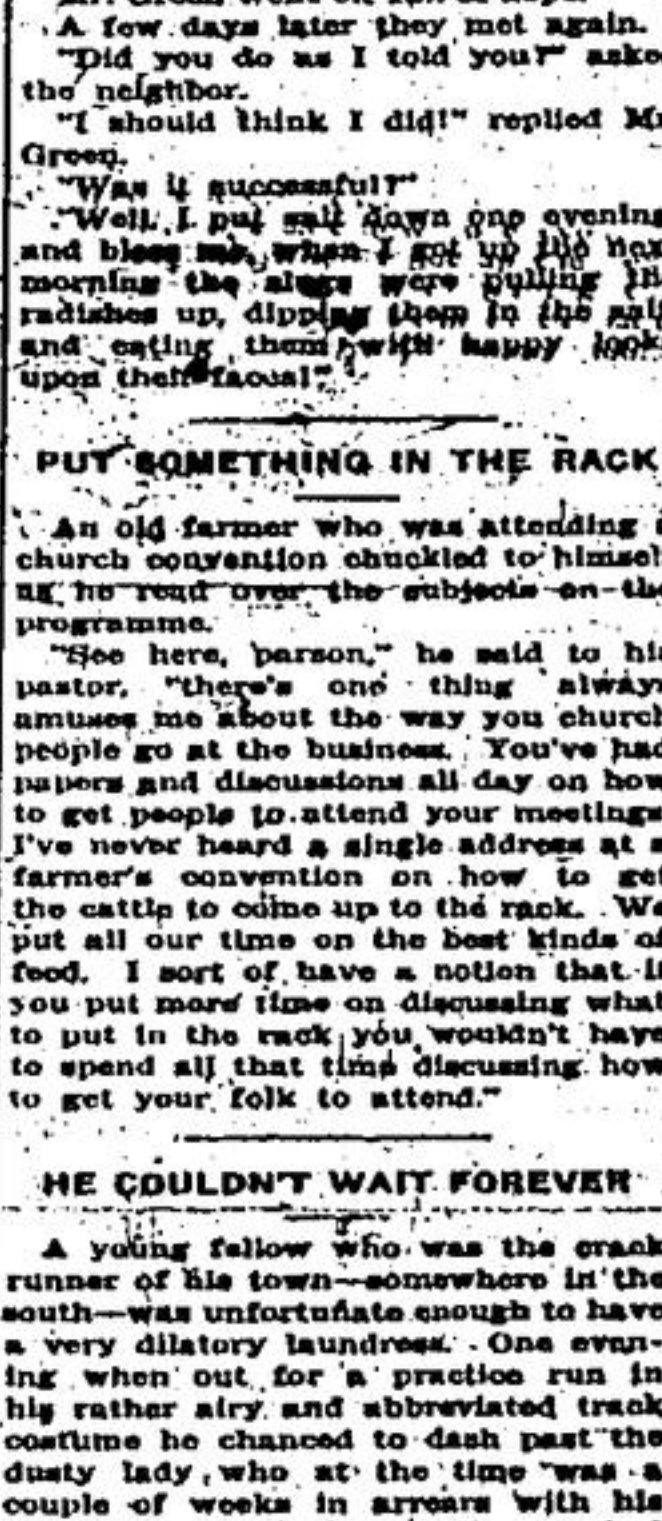 A few days later they met again.
"Did you do as I told you?" aske
the neighbor.
"I should think I did!" replied Mr
Green.
"Was it successful?"
"Well, I put salt down one evening
and bless me, when I got up the nex
morning the slugs were pulling th
radishes up, dipping them in the salt
and eating them with happy look
upon their faces!"
PUT SOMETHING IN THE RACK
An old farmer who was attending a
church convention chuckled to himsel
as he read over the subjects on the
programme.
"See here, parson," he said to his
pastor, "there's one thing always
amuses me about the way you church
people go at the business. You've had
papers and discussions all day on how
to get people to attend your meetings
I've never heard a single address at a
farmer's convention on how to get
the cattle to come up to the rack. We
put all our time on the best kinds of
feed. I sort of have a notion that if
you put more time on discussing what
to put in the rack you wouldn't have
to spend all that time discussing how
to get your folk to attend."
HE COULDN'T WAIT FOREVER
A young fellow who was the crack
runner of his town—somewhere in the
south—was unfortunate enough to have
a very dilatory laundress. One even-
ing when out for a practice run in
his rather airy and abbreviated track
costume he chanced to dash past the
dusty lady, who at the time was a
couple of weeks in arrears with his